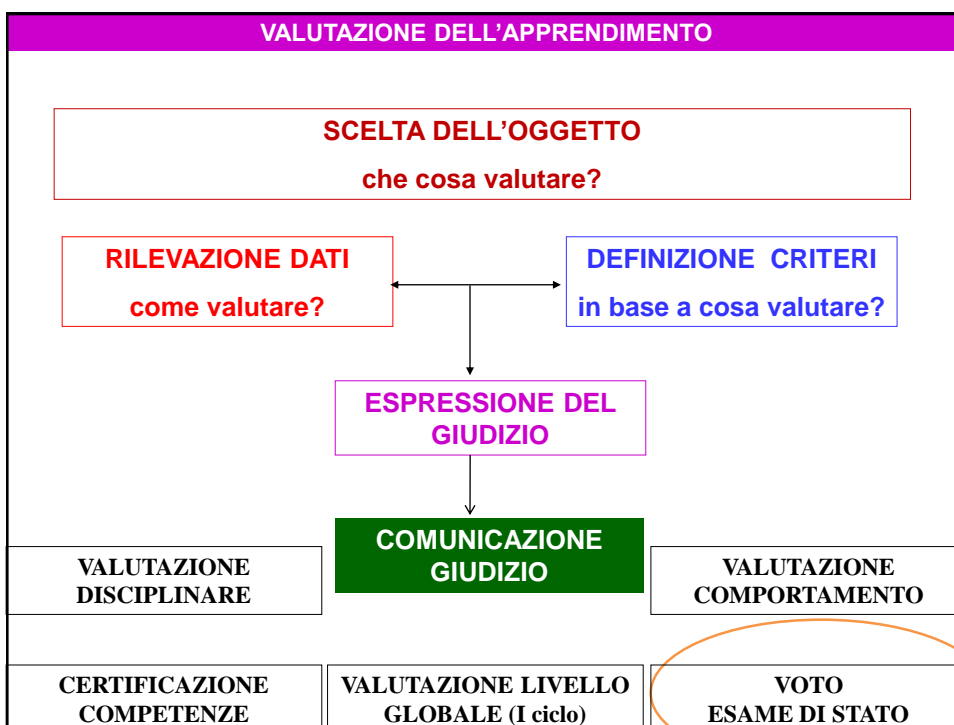 VALUTAZIONE DELL'APPRENDIMENTO
SCELTA DELL'OGGETTO
che cosa valutare?
RILEVAZIONE DATI
come valutare?
DEFINIZIONE CRITERI
in base a cosa valutare?
ESPRESSIONE DEL
GIUDIZIO
COMUNICAZIONE
GIUDIZIO
VALUTAZIONE
DISCIPLINARE
VALUTAZIONE
COMPORTAMENTO
CERTIFICAZIONE
COMPETENZE
VALUTAZIONE LIVELLO
GLOBALE (I ciclo)
VOTO
ESAME DI STATO